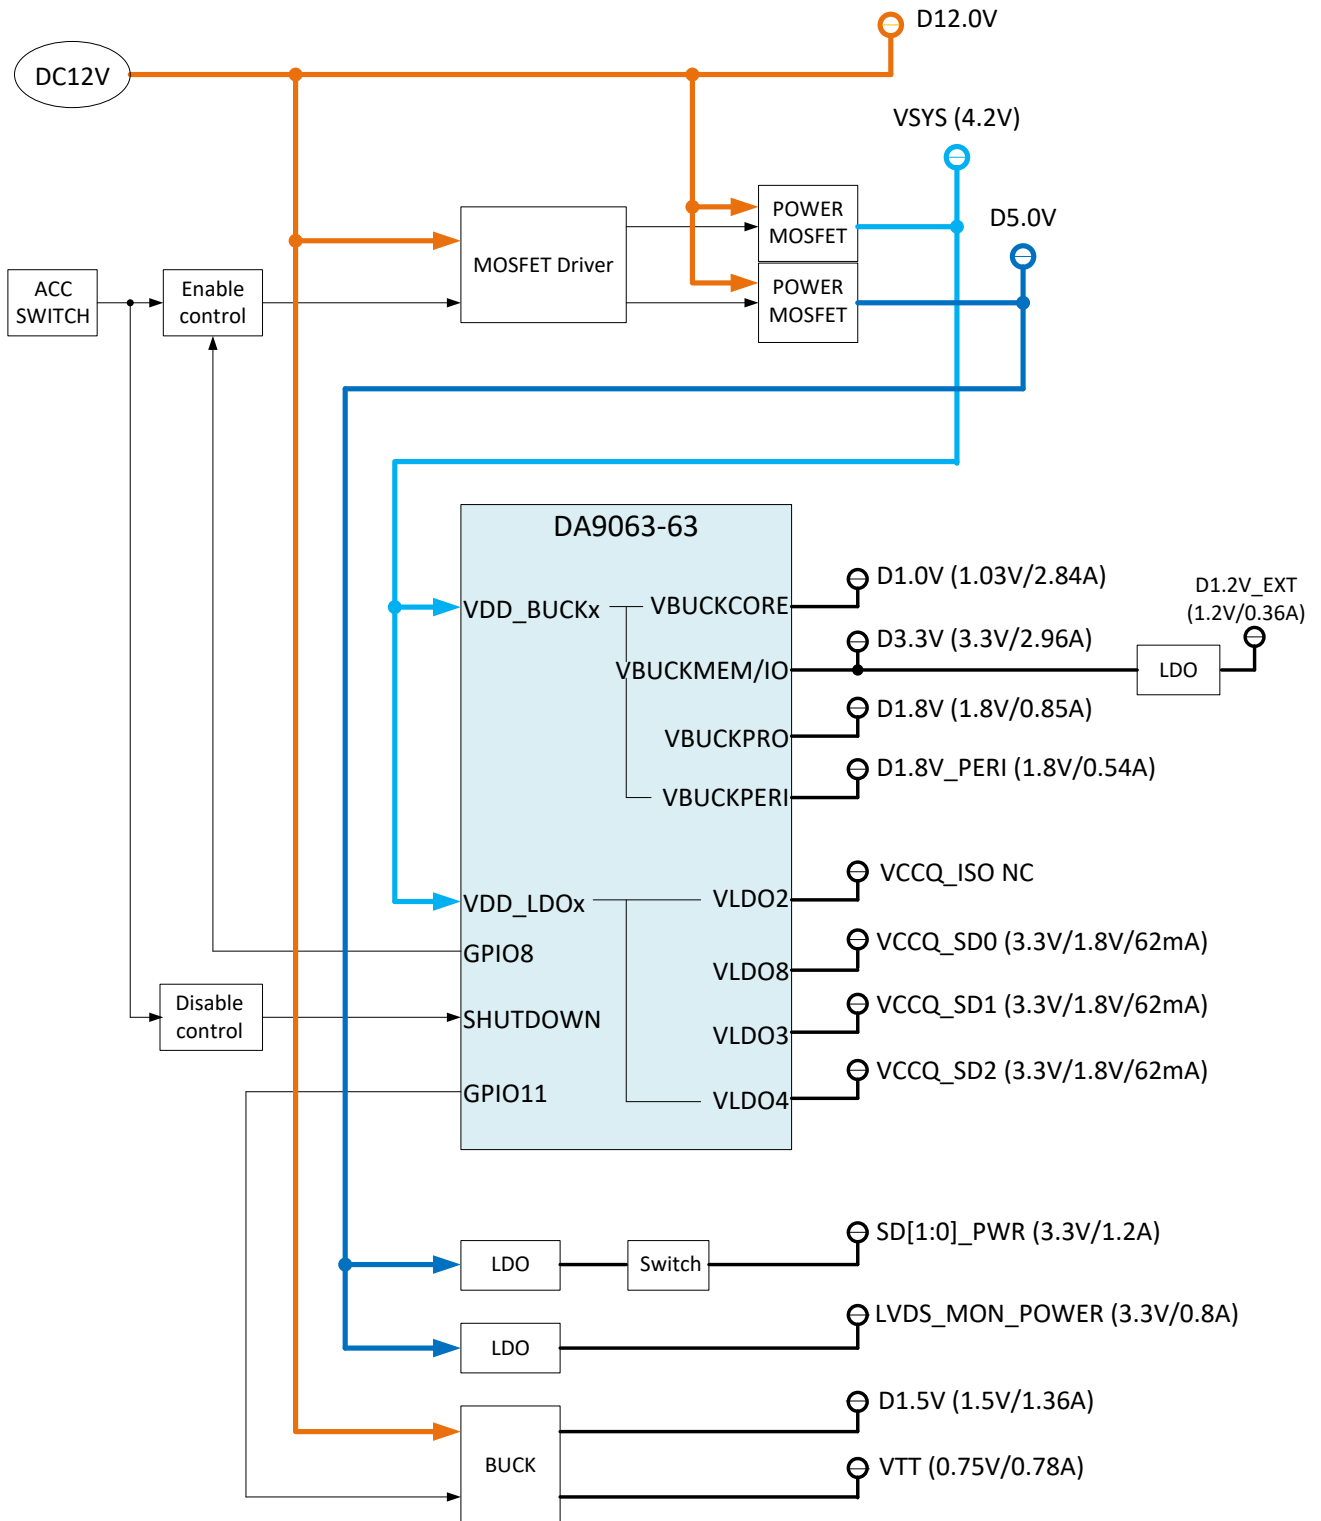 D12.0V
DC12V
VSYS (4.2V)
D5.0V
POWER
MOSFET
MOSFET Driver
POWER
MOSFET
ACC
SWITCH
Enable
control
DA9063-63
VDD_BUCKx
VBUCKCORE
D1.0V (1.03V/2.84A)
D1.2V_EXT
(1.2V/0.36A)
VBUCKMEM/IO
D3.3V (3.3V/2.96A)
LDO
VBUCKPRO
D1.8V (1.8V/0.85A)
VBUCKPERI
D1.8V_PERI (1.8V/0.54A)
VDD_LDOx
VLDO2
VCCQ_ISO NC
GPIO8
VLDO8
VCCQ_SD0 (3.3V/1.8V/62mA)
Disable
control
SHUTDOWN
VLDO3
VCCQ_SD1 (3.3V/1.8V/62mA)
GPIO11
VLDO4
VCCQ_SD2 (3.3V/1.8V/62mA)
LDO
Switch
SD[1:0]_PWR (3.3V/1.2A)
LDO
LVDS_MON_POWER (3.3V/0.8A)
BUCK
D1.5V (1.5V/1.36A)
VTT (0.75V/0.78A)